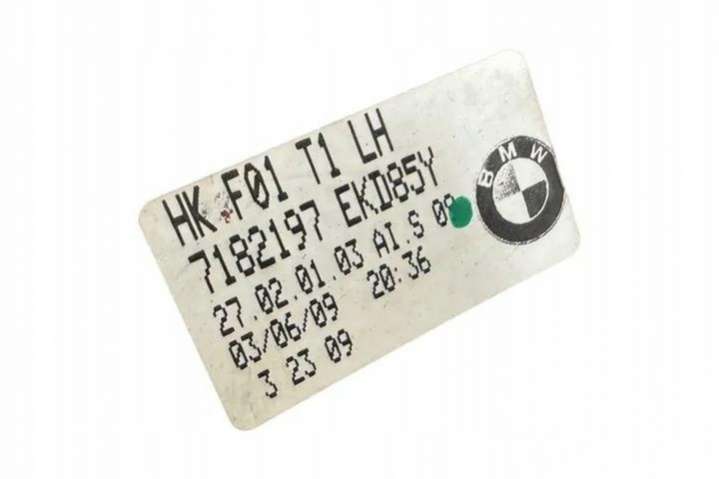 HK F01 T1 LH
7182197 EKD85Y
27.02.01.03 AI.S 09
03/06/09 20:36
3 23 09
BMW